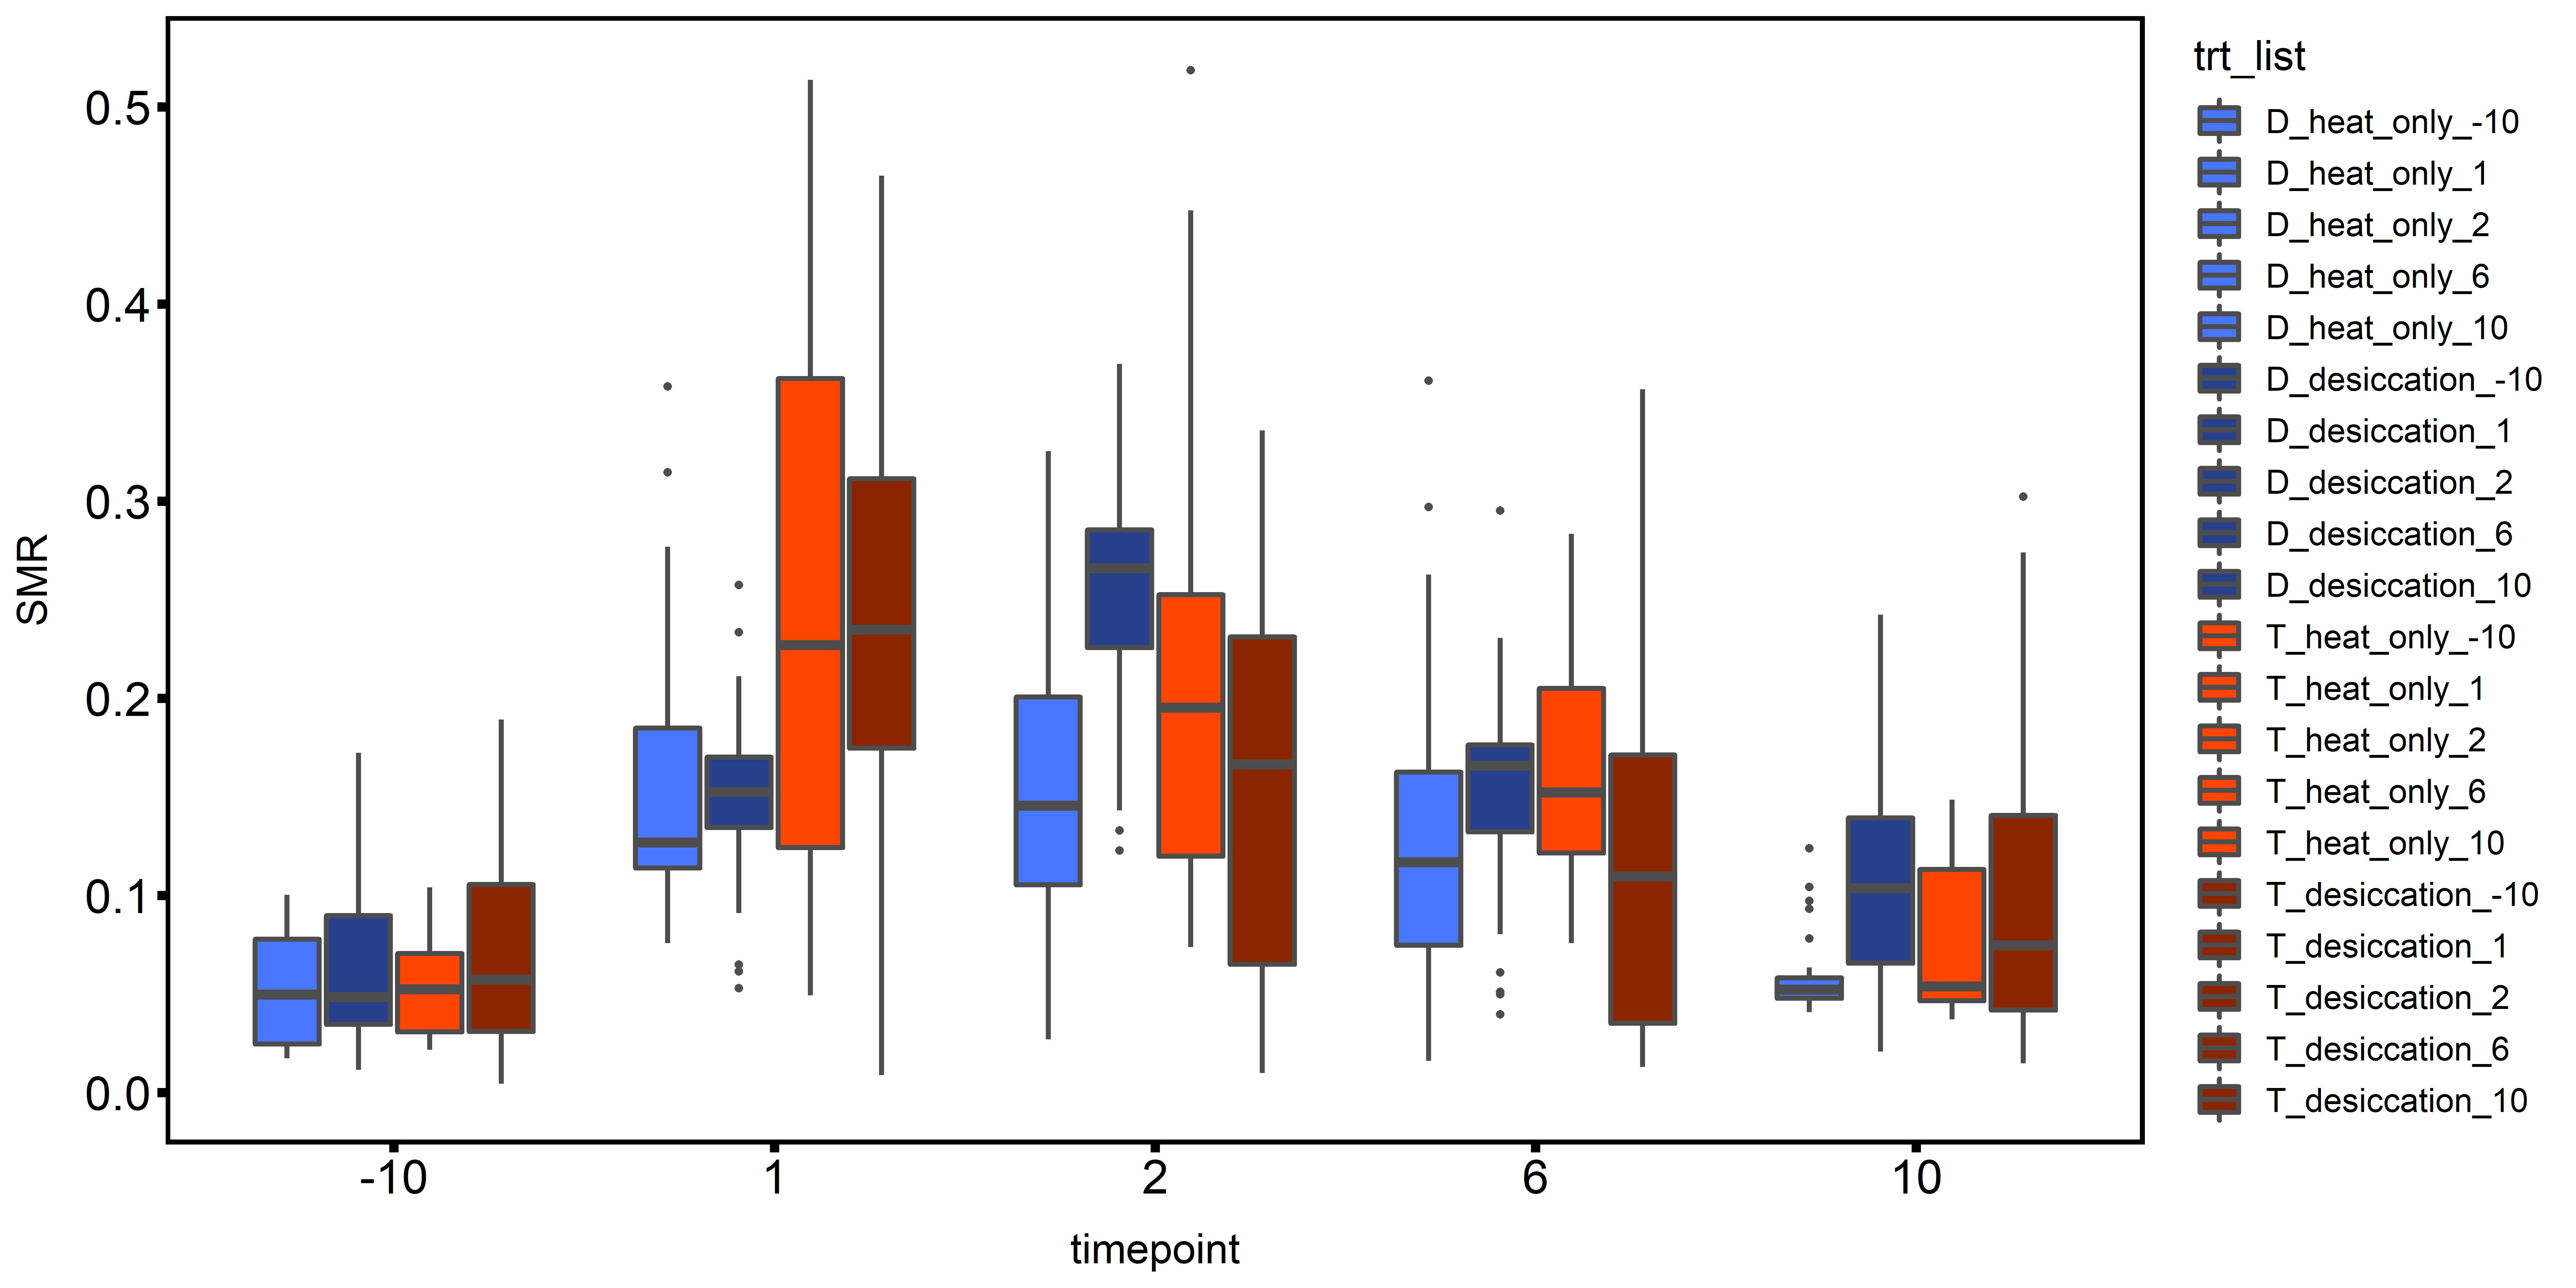 SMR
0.5
0.4
0.3
0.2
0.1
0.0
-10
1
2
6
10
timepoint
trt_list
D_heat_only_-10
D_heat_only_1
D_heat_only_2
D_heat_only_6
D_heat_only_10
D_desiccation_-10
D_desiccation_1
D_desiccation_2
D_desiccation_6
D_desiccation_10
T_heat_only_-10
T_heat_only_1
T_heat_only_2
T_heat_only_6
T_heat_only_10
T_desiccation_-10
T_desiccation_1
T_desiccation_2
T_desiccation_6
T_desiccation_10